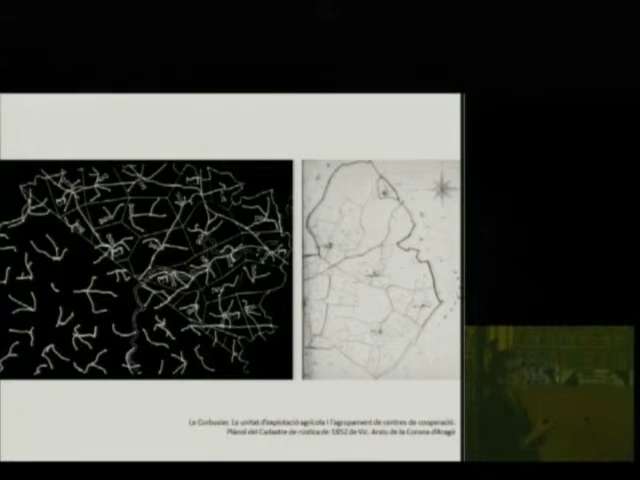 Le Corbusier. La unitat d'explotació agrícola i l'agrupament de centres de cooperació.
Plànol del Cadastre de rústica de 1852 de Vic. Arxiu de la Corona d'Aragó